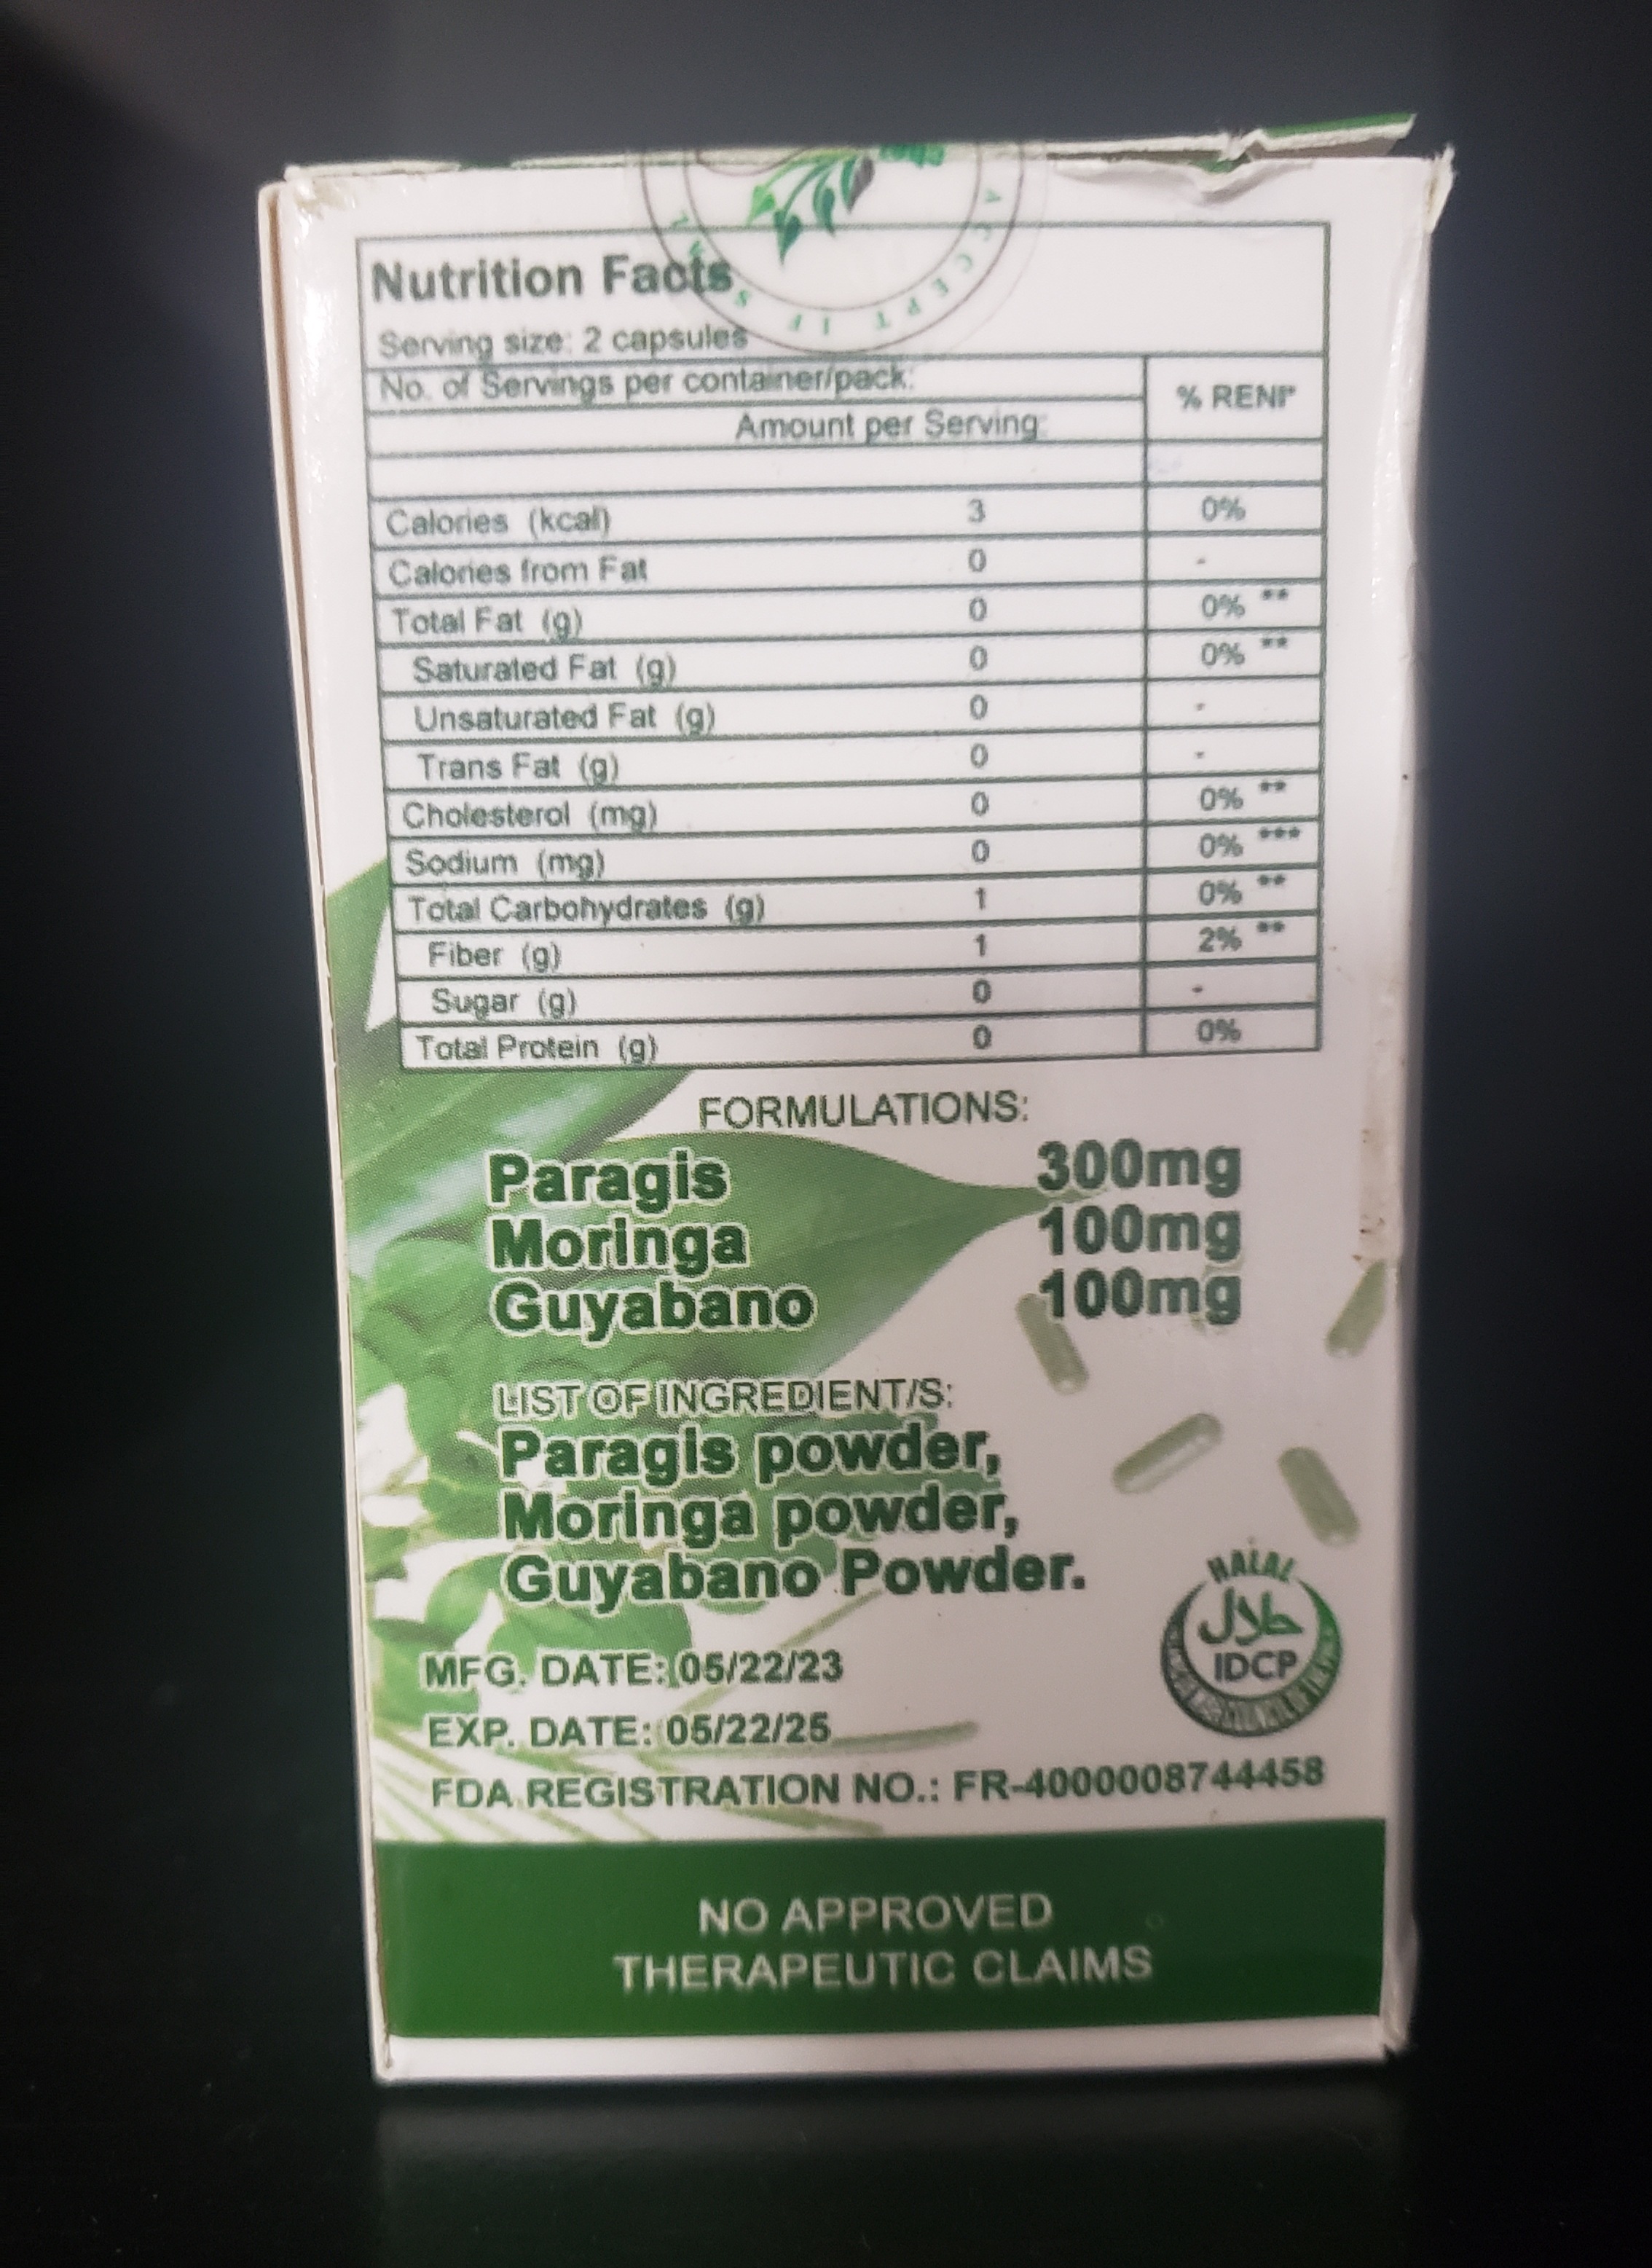 Nutrition Facts
Serving size: 2 capsules
No. of Servings per container/pack:
% RENI*
Amount per Serving:
Calories (kcal) 3 0%
Calories from Fat 0 -
Total Fat (g) 0 0% **
Saturated Fat (g) 0 0% **
Unsaturated Fat (g) 0 -
Trans Fat (g) 0 -
Cholesterol (mg) 0 0% **
Sodium (mg) 0 0% ***
Total Carbohydrates (g) 1 0% **
Fiber (g) 1 2% **
Sugar (g) 0 -
Total Protein (g) 0 0%
FORMULATIONS:
Paragis 300mg
Moringa 100mg
Guyabano 100mg
LIST OF INGREDIENT/S:
Paragis powder,
Moringa powder,
Guyabano Powder.
HALAL
حلال
IDCP
MFG. DATE: 05/22/23
EXP. DATE: 05/22/25
FDA REGISTRATION NO.: FR-4000008744458
NO APPROVED
THERAPEUTIC CLAIMS